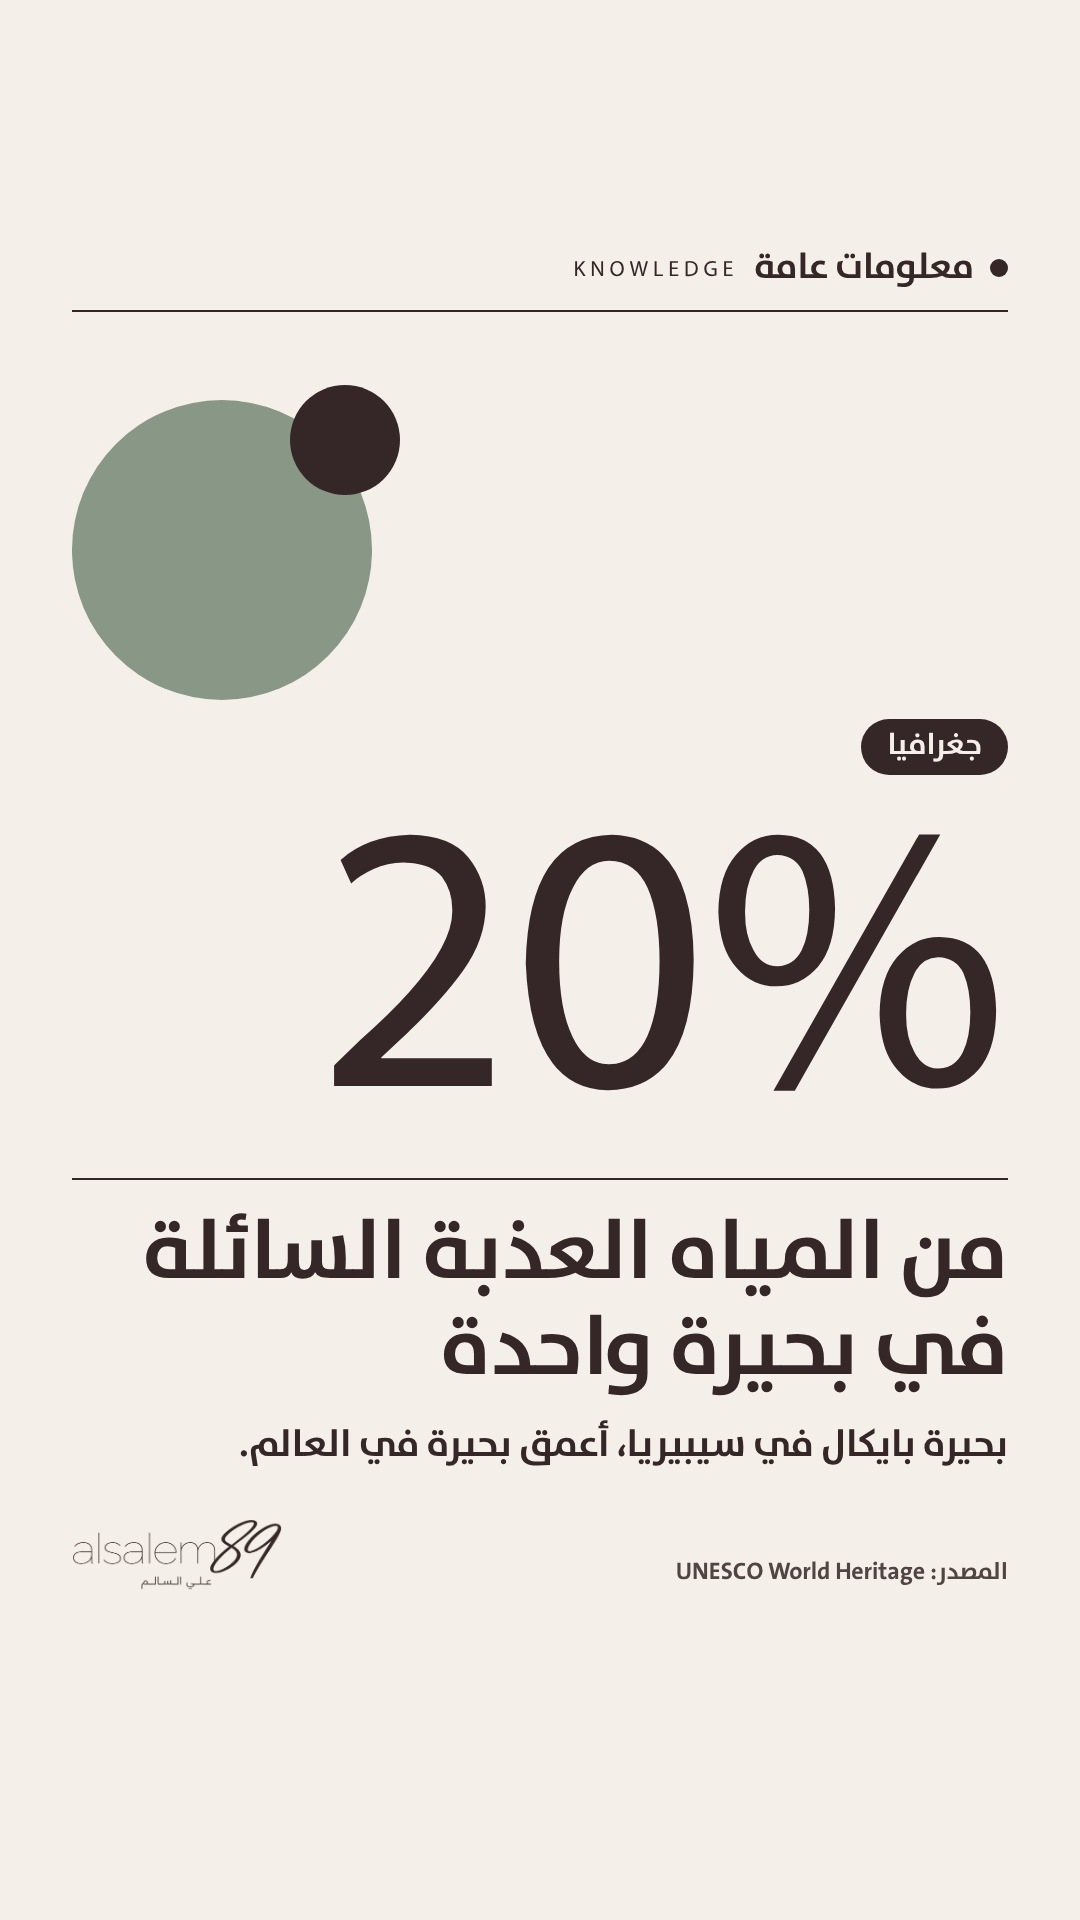 معلومات عامة KNOWLEDGE
جغرافيا
20%
من المياه العذبة السائلة
في بحيرة واحدة
بحيرة بايكال في سيبيريا، أعمق بحيرة في العالم.
المصدر: UNESCO World Heritage
alsalem89
علي السالم